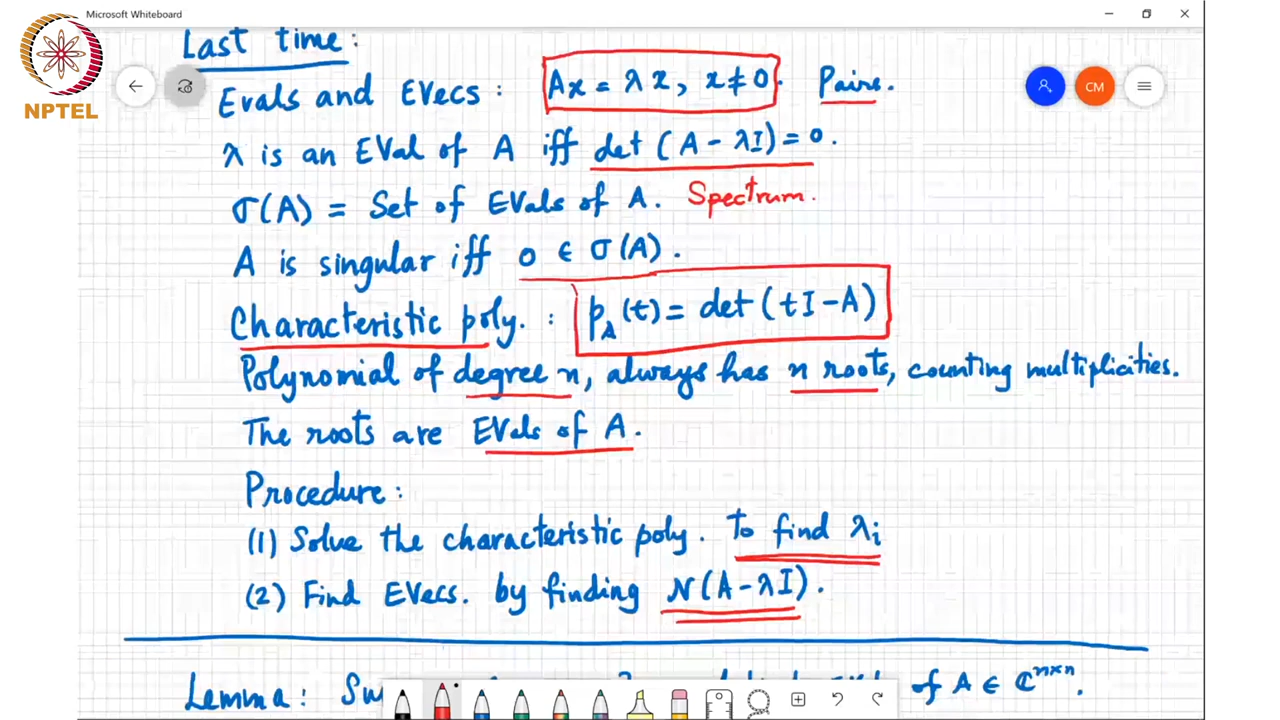 Microsoft Whiteboard
NPTEL
CM
Last time:
Evals and EVecs: Ax = λx, x ≠ 0. Pairs.
λ is an EVal of A iff det (A - λI) = 0.
σ(A) = Set of EVals of A. Spectrum.
A is singular iff 0 ∈ σ(A).
Characteristic poly. : p_A(t) = det (tI - A)
Polynomial of degree n, always has n roots, counting multiplicities.
The roots are EVals of A.
Procedure:
(1) Solve the characteristic poly. to find λ_i
(2) Find EVecs. by finding N(A - λI).
Lemma: of A ∈ ℂ^{n×n}.